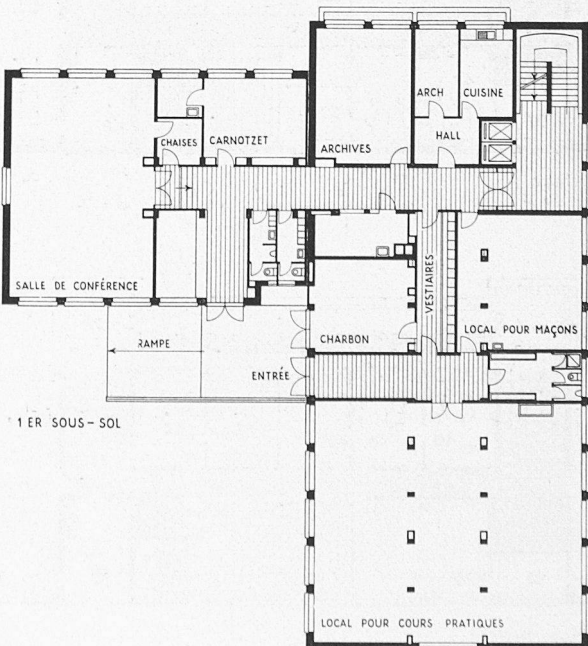 ARCH
CUISINE
CHAISES
CARNOTZET
ARCHIVES
HALL
SALLE DE CONFÉRENCE
VESTIAIRES
CHARBON
LOCAL POUR MAÇONS
RAMPE
ENTRÉE
1 ER SOUS-SOL
LOCAL POUR COURS PRATIQUES